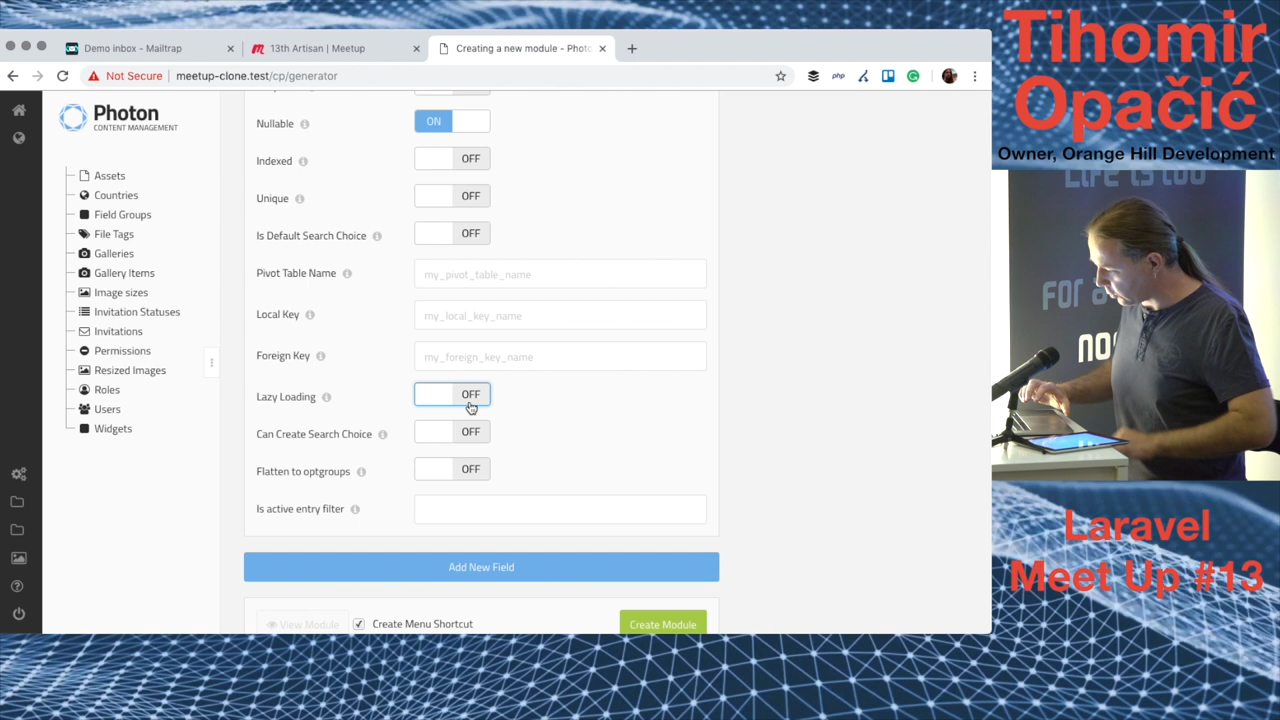 Demo inbox - Mailtrap
13th Artisan | Meetup
Creating a new module - Photo
Not Secure
meetup-clone.test/cp/generator
php
Photon
CONTENT MANAGEMENT
Assets
Countries
Field Groups
File Tags
Galleries
Gallery Items
Image sizes
Invitation Statuses
Invitations
Permissions
Resized Images
Roles
Users
Widgets
Nullable
ON
Indexed
OFF
Unique
OFF
Is Default Search Choice
OFF
Pivot Table Name
my_pivot_table_name
Local Key
my_local_key_name
Foreign Key
my_foreign_key_name
Lazy Loading
OFF
Can Create Search Choice
OFF
Flatten to optgroups
OFF
Is active entry filter
Add New Field
View Module
Create Menu Shortcut
Create Module
Tihomir
Opačić
Owner, Orange Hill Development
LIFE IS TOO
FOR
Laravel
Meet Up #13